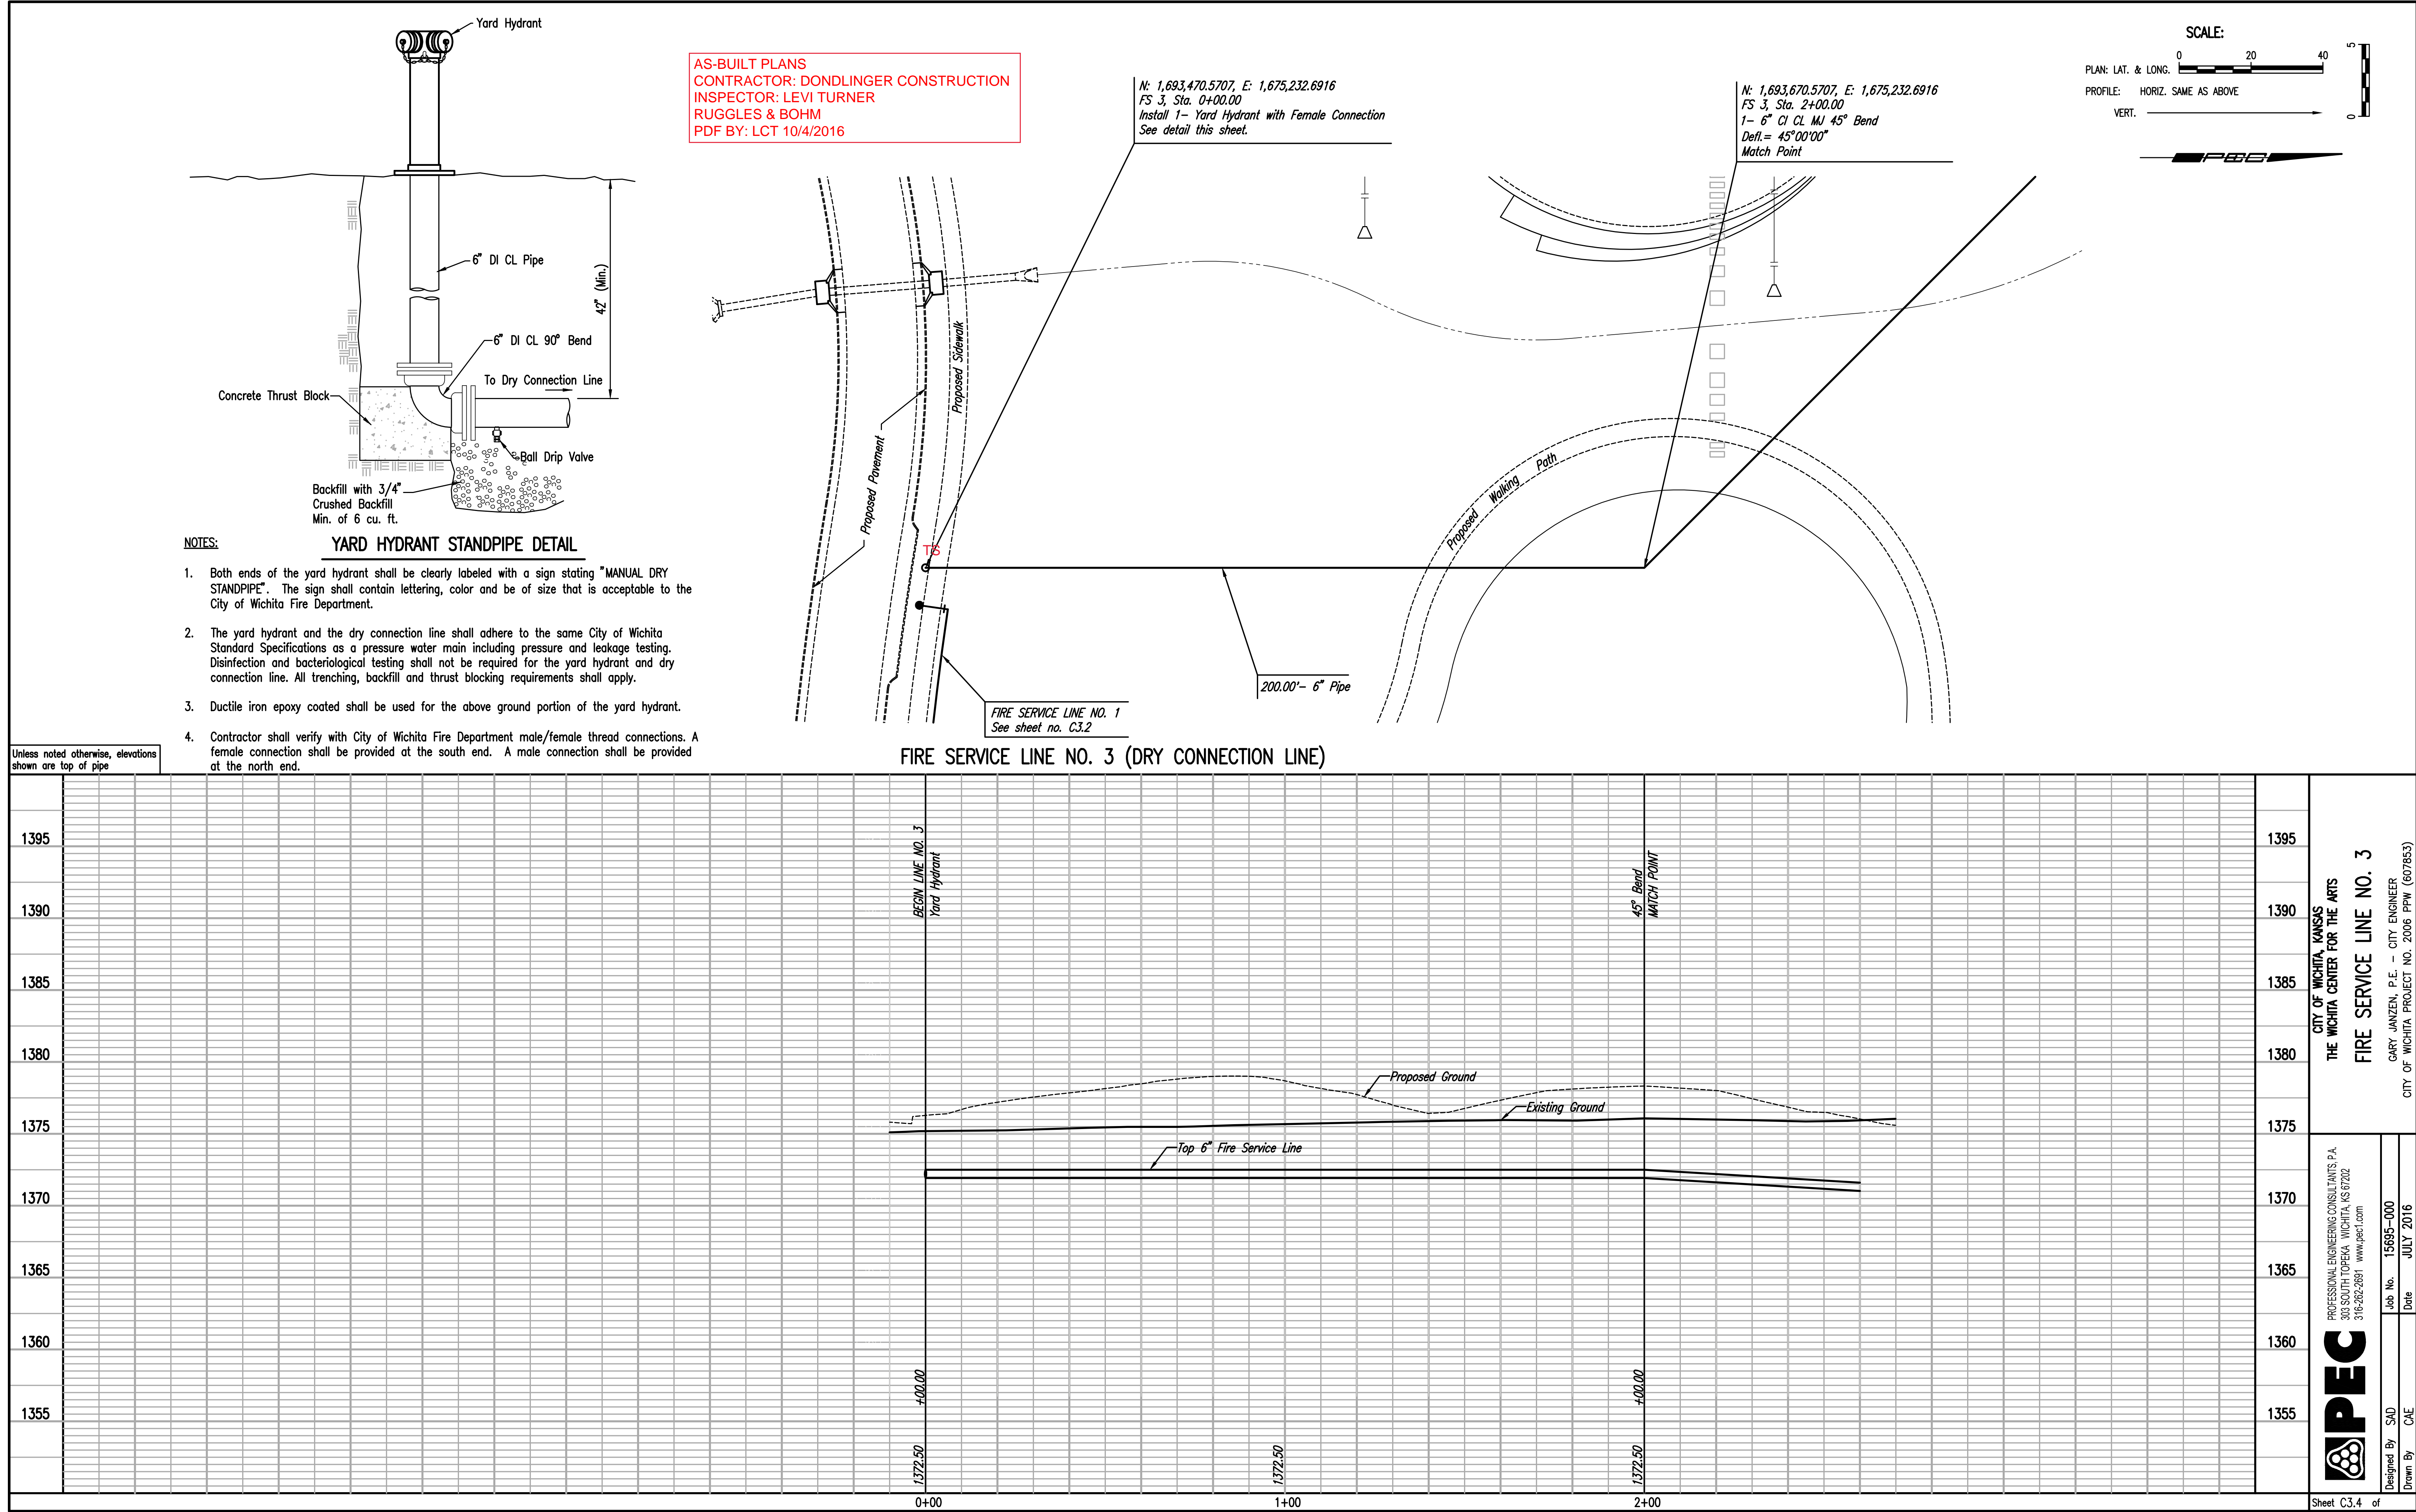 Yard Hydrant
6" DI CL Pipe
42" (Min.)
6" DI CL 90° Bend
To Dry Connection Line
Concrete Thrust Block
Ball Drip Valve
Backfill with 3/4"
Crushed Backfill
Min. of 6 cu. ft.
YARD HYDRANT STANDPIPE DETAIL
NOTES:
1. Both ends of the yard hydrant shall be clearly labeled with a sign stating "MANUAL DRY
STANDPIPE". The sign shall contain lettering, color and be of size that is acceptable to the
City of Wichita Fire Department.
2. The yard hydrant and the dry connection line shall adhere to the same City of Wichita
Standard Specifications as a pressure water main including pressure and leakage testing.
Disinfection and bacteriological testing shall not be required for the yard hydrant and dry
connection line. All trenching, backfill and thrust blocking requirements shall apply.
3. Ductile iron epoxy coated shall be used for the above ground portion of the yard hydrant.
4. Contractor shall verify with City of Wichita Fire Department male/female thread connections. A
female connection shall be provided at the south end. A male connection shall be provided
at the north end.
Unless noted otherwise, elevations
shown are top of pipe
AS-BUILT PLANS
CONTRACTOR: DONDLINGER CONSTRUCTION
INSPECTOR: LEVI TURNER
RUGGLES & BOHM
PDF BY: LCT 10/4/2016
N: 1,693,470.5707, E: 1,675,232.6916
FS 3, Sta. 0+00.00
Install 1- Yard Hydrant with Female Connection
See detail this sheet.
N: 1,693,670.5707, E: 1,675,232.6916
FS 3, Sta. 2+00.00
1- 6" CI CL MJ 45° Bend
Defl.= 45°00'00"
Match Point
SCALE:
0 20 40
PLAN: LAT. & LONG.
PROFILE: HORIZ. SAME AS ABOVE
VERT.
0 5
PEC
Proposed Sidewalk
Proposed Pavement
Proposed Walking Path
TS
200.00'- 6" Pipe
FIRE SERVICE LINE NO. 1
See sheet no. C3.2
FIRE SERVICE LINE NO. 3 (DRY CONNECTION LINE)
1395
1390
1385
1380
1375
1370
1365
1360
1355
BEGIN LINE NO. 3
Yard Hydrant
45° Bend
MATCH POINT
Proposed Ground
Existing Ground
Top 6" Fire Service Line
+00.00
+00.00
1372.50
1372.50
1372.50
0+00
1+00
2+00
1395
1390
1385
1380
1375
1370
1365
1360
1355
CITY OF WICHITA, KANSAS
THE WICHITA CENTER FOR THE ARTS
FIRE SERVICE LINE NO. 3
GARY JANZEN, P.E. - CITY ENGINEER
CITY OF WICHITA PROJECT NO. 2006 PPW (607853)
PEC
PROFESSIONAL ENGINEERING CONSULTANTS, P.A.
303 SOUTH TOPEKA WICHITA, KS 67202
316-262-2691 www.pec1.com
Designed By SAD
Job No. 15695-000
Drawn By CAE
Date JULY 2016
Sheet C3.4 of